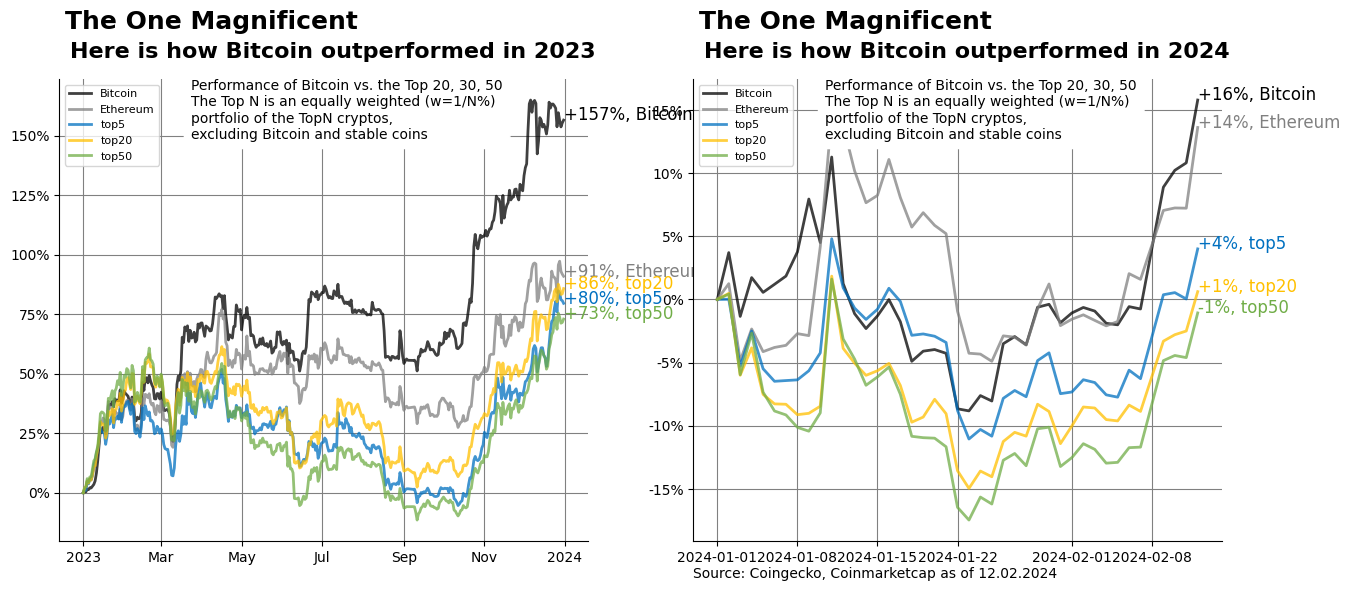 The One Magnificent
Here is how Bitcoin outperformed in 2023
Performance of Bitcoin vs. the Top 20, 30, 50
The Top N is an equally weighted (w=1/N%)
portfolio of the TopN cryptos,
excluding Bitcoin and stable coins
Bitcoin
Ethereum
top5
top20
top50
150%
125%
100%
75%
50%
25%
0%
+157%, Bitcoin
+91%, Ethereum
+86%, top20
+80%, top5
+73%, top50
2023 Mar May Jul Sep Nov 2024
The One Magnificent
Here is how Bitcoin outperformed in 2024
Performance of Bitcoin vs. the Top 20, 30, 50
The Top N is an equally weighted (w=1/N%)
portfolio of the TopN cryptos,
excluding Bitcoin and stable coins
Bitcoin
Ethereum
top5
top20
top50
15%
10%
5%
0%
-5%
-10%
-15%
+16%, Bitcoin
+14%, Ethereum
+4%, top5
+1%, top20
-1%, top50
2024-01-01 2024-01-08 2024-01-15 2024-01-22 2024-02-01 2024-02-08
Source: Coingecko, Coinmarketcap as of 12.02.2024